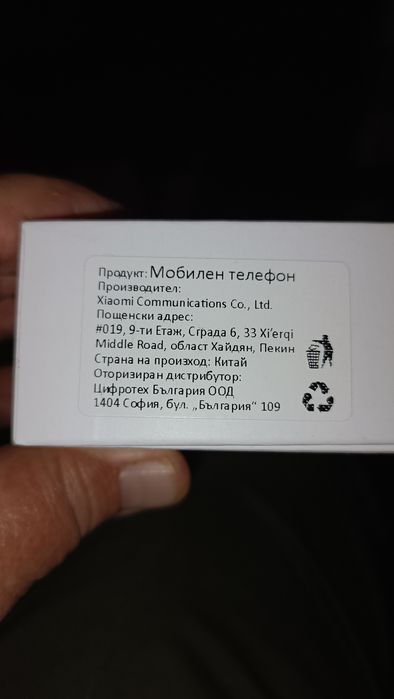 Продукт: Мобилен телефон
Производител:
Xiaomi Communications Co., Ltd.
Пощенски адрес:
#019, 9-ти Етаж, Сграда 6, 33 Xi'erqi
Middle Road, област Хайдян, Пекин
Страна на произход: Китай
Оторизиран дистрибутор:
Цифротех България ООД
1404 София, бул. „България“ 109